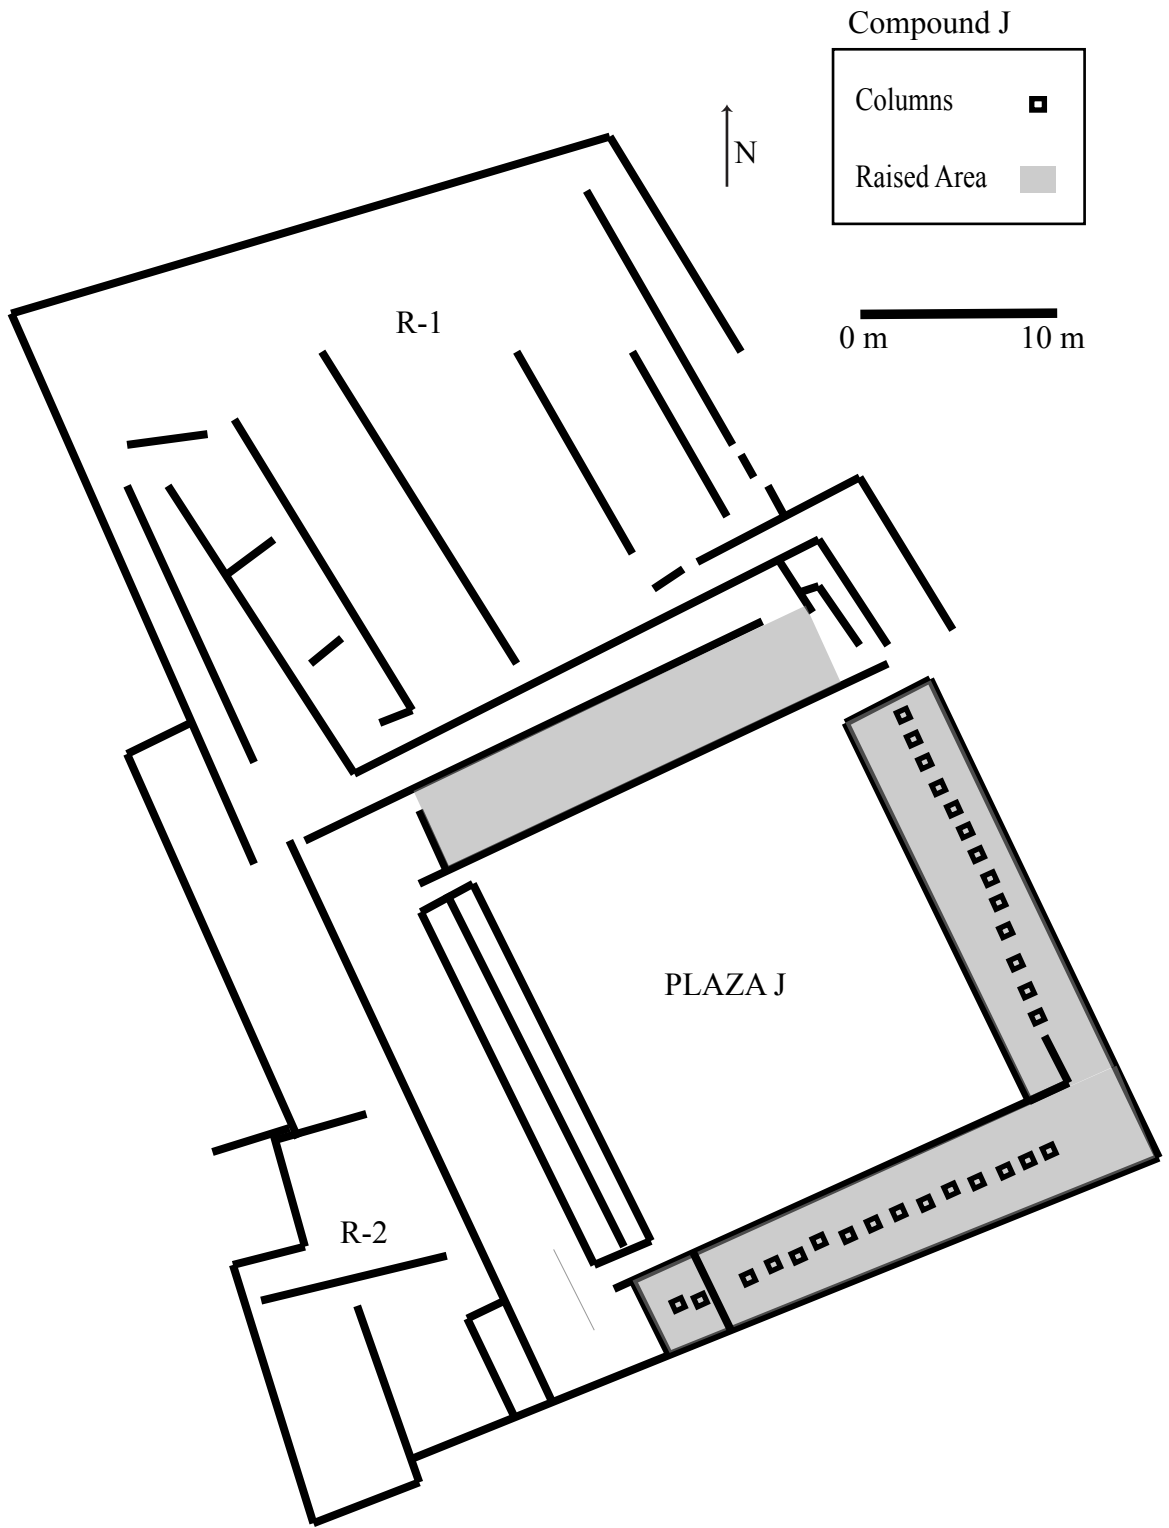 Compound J
Columns
Raised Area
N
0 m 10 m
R-1
PLAZA J
R-2